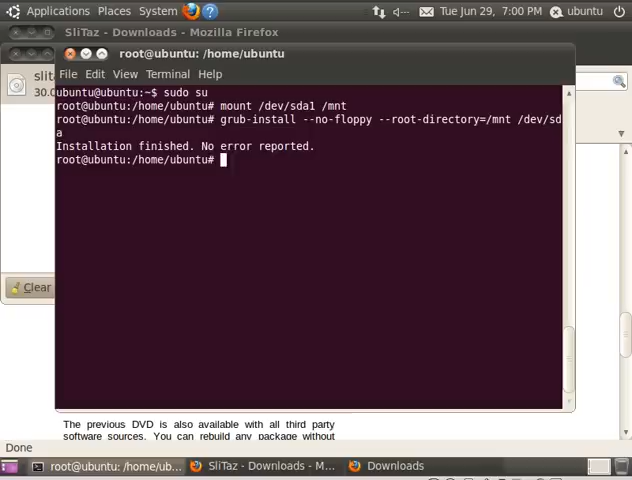 Applications Places System Tue Jun 29, 7:00 PM ubuntu
SliTaz - Downloads - Mozilla Firefox
root@ubuntu: /home/ubuntu
File Edit View Terminal Help
slit
30.0
ubuntu@ubuntu:~$ sudo su
root@ubuntu:/home/ubuntu# mount /dev/sda1 /mnt
root@ubuntu:/home/ubuntu# grub-install --no-floppy --root-directory=/mnt /dev/sd
a
Installation finished. No error reported.
root@ubuntu:/home/ubuntu#
Clear
The previous DVD is also available with all third party
software sources. You can rebuild any package without
Done
root@ubuntu: /home/ub... SliTaz - Downloads - M... Downloads